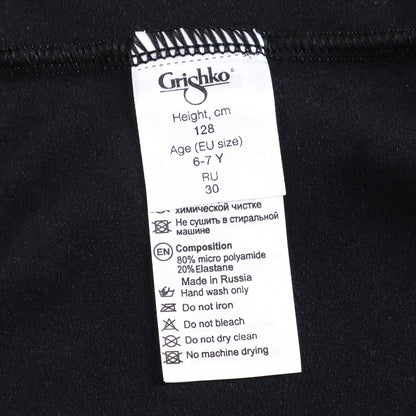 Grishko®
Height, cm
128
Age (EU size)
6-7 Y
RU
30
химической чистке
Не сушить в стиральной
машине
EN Composition
80% micro polyamide
20% Elastane
Made in Russia
Hand wash only
Do not iron
Do not bleach
Do not dry clean
No machine drying